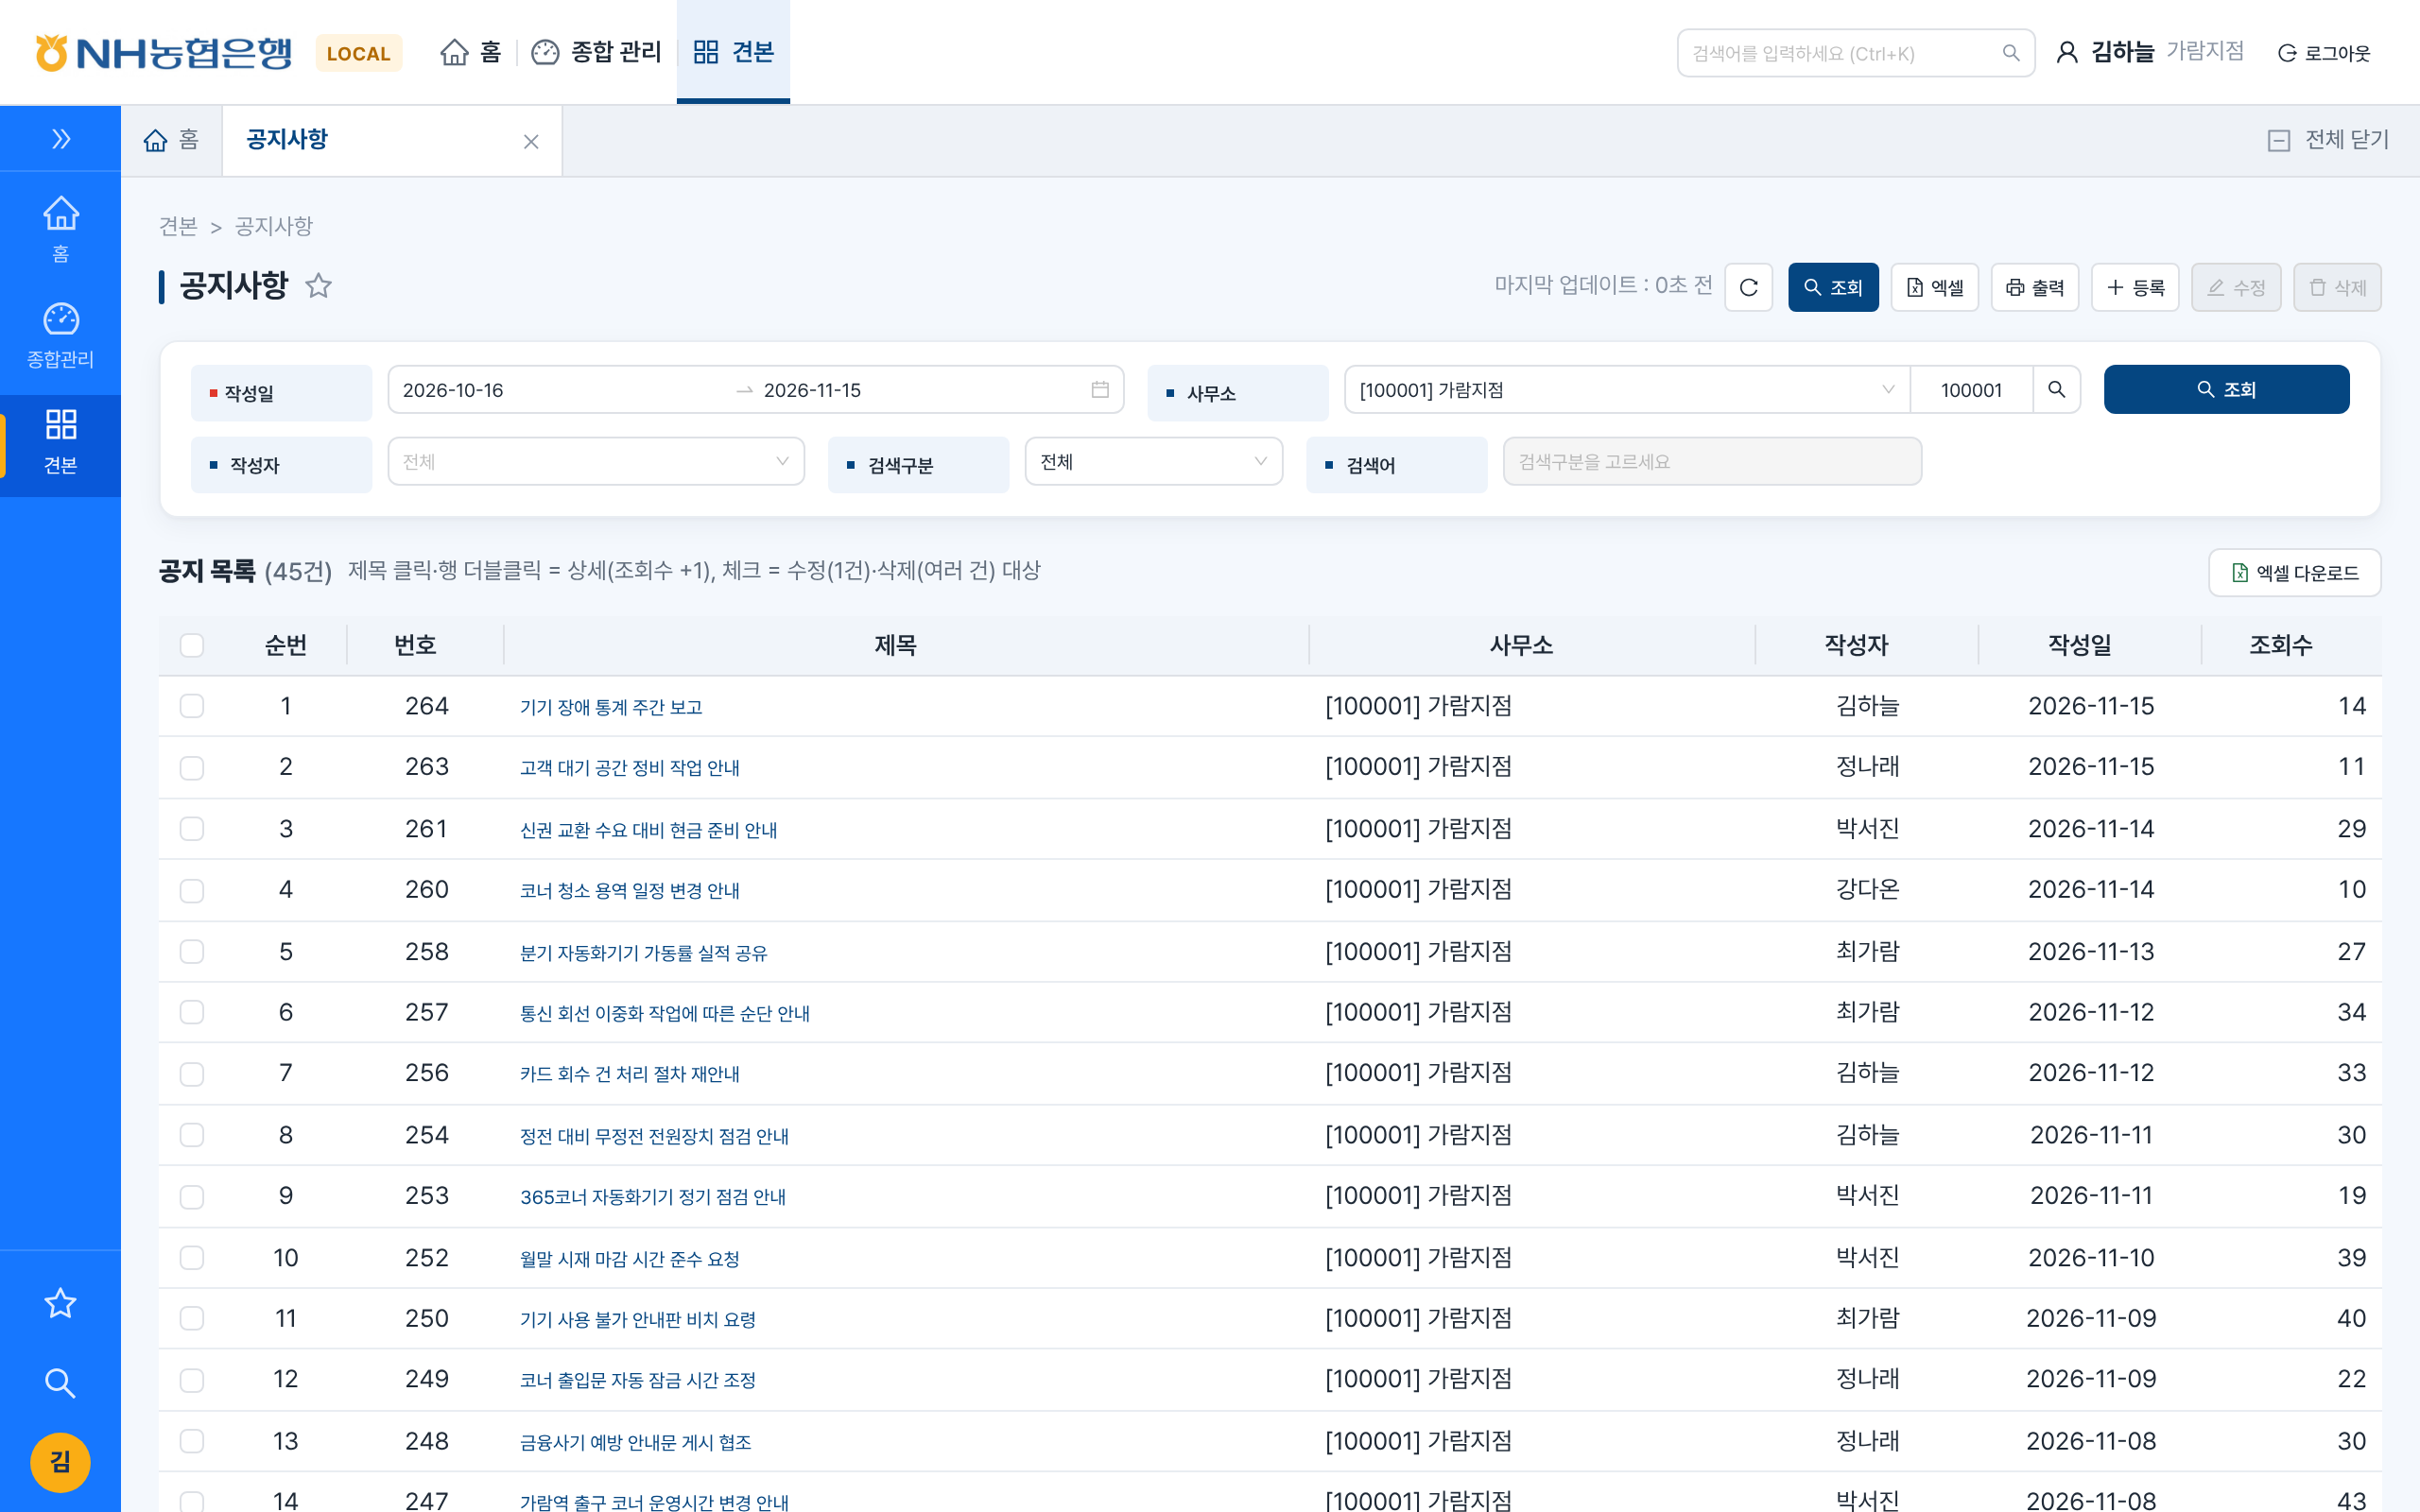 NH농협은행 LOCAL 홈 종합 관리 견본 검색어를 입력하세요 (Ctrl+K) 김하늘 가람지점 로그아웃
홈 공지사항 전체 닫기
홈
종합관리
견본
견본 > 공지사항
공지사항 마지막 업데이트 : 0초 전 조회 엑셀 출력 등록 수정 삭제
작성일 2026-10-16 → 2026-11-15 사무소 [100001] 가람지점 100001 조회
작성자 전체 검색구분 전체 검색어 검색구분을 고르세요
공지 목록 (45건) 제목 클릭·행 더블클릭 = 상세(조회수 +1), 체크 = 수정(1건)·삭제(여러 건) 대상 엑셀 다운로드
순번 번호 제목 사무소 작성자 작성일 조회수
1 264 기기 장애 통계 주간 보고 [100001] 가람지점 김하늘 2026-11-15 14
2 263 고객 대기 공간 정비 작업 안내 [100001] 가람지점 정나래 2026-11-15 11
3 261 신권 교환 수요 대비 현금 준비 안내 [100001] 가람지점 박서진 2026-11-14 29
4 260 코너 청소 용역 일정 변경 안내 [100001] 가람지점 강다온 2026-11-14 10
5 258 분기 자동화기기 가동률 실적 공유 [100001] 가람지점 최가람 2026-11-13 27
6 257 통신 회선 이중화 작업에 따른 순단 안내 [100001] 가람지점 최가람 2026-11-12 34
7 256 카드 회수 건 처리 절차 재안내 [100001] 가람지점 김하늘 2026-11-12 33
8 254 정전 대비 무정전 전원장치 점검 안내 [100001] 가람지점 김하늘 2026-11-11 30
9 253 365코너 자동화기기 정기 점검 안내 [100001] 가람지점 박서진 2026-11-11 19
10 252 월말 시재 마감 시간 준수 요청 [100001] 가람지점 박서진 2026-11-10 39
11 250 기기 사용 불가 안내판 비치 요령 [100001] 가람지점 최가람 2026-11-09 40
12 249 코너 출입문 자동 잠금 시간 조정 [100001] 가람지점 정나래 2026-11-09 22
13 248 금융사기 예방 안내문 게시 협조 [100001] 가람지점 정나래 2026-11-08 30
14 247 가람역 출구 코너 운영시간 변경 안내 [100001] 가람지점 박서진 2026-11-08 43
김